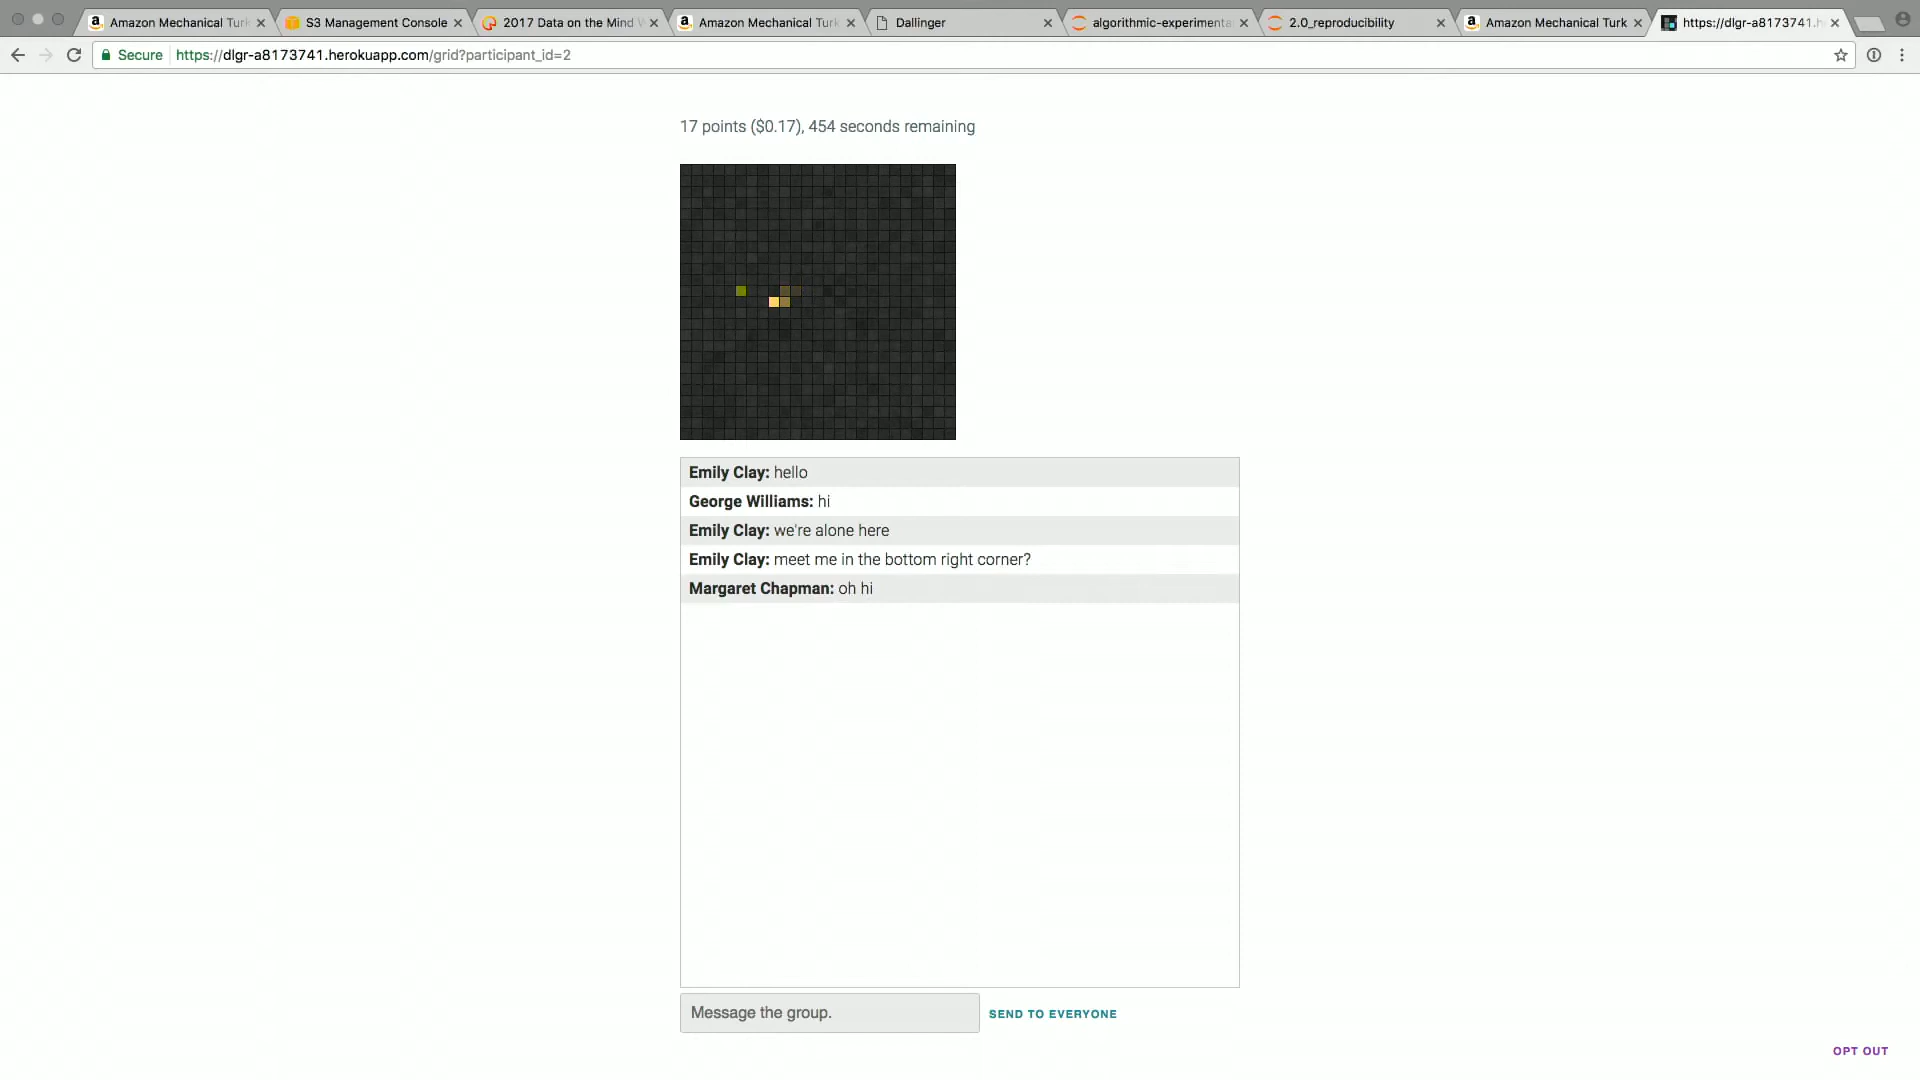 Amazon Mechanical Turk
S3 Management Console
2017 Data on the Mind W
Amazon Mechanical Turk
Dallinger
algorithmic-experimenta
2.0_reproducibility
Amazon Mechanical Turk
https://dlgr-a8173741.h
Secure
https://dlgr-a8173741.herokuapp.com/grid?participant_id=2
17 points ($0.17), 454 seconds remaining
Emily Clay: hello
George Williams: hi
Emily Clay: we're alone here
Emily Clay: meet me in the bottom right corner?
Margaret Chapman: oh hi
Message the group.
SEND TO EVERYONE
OPT OUT